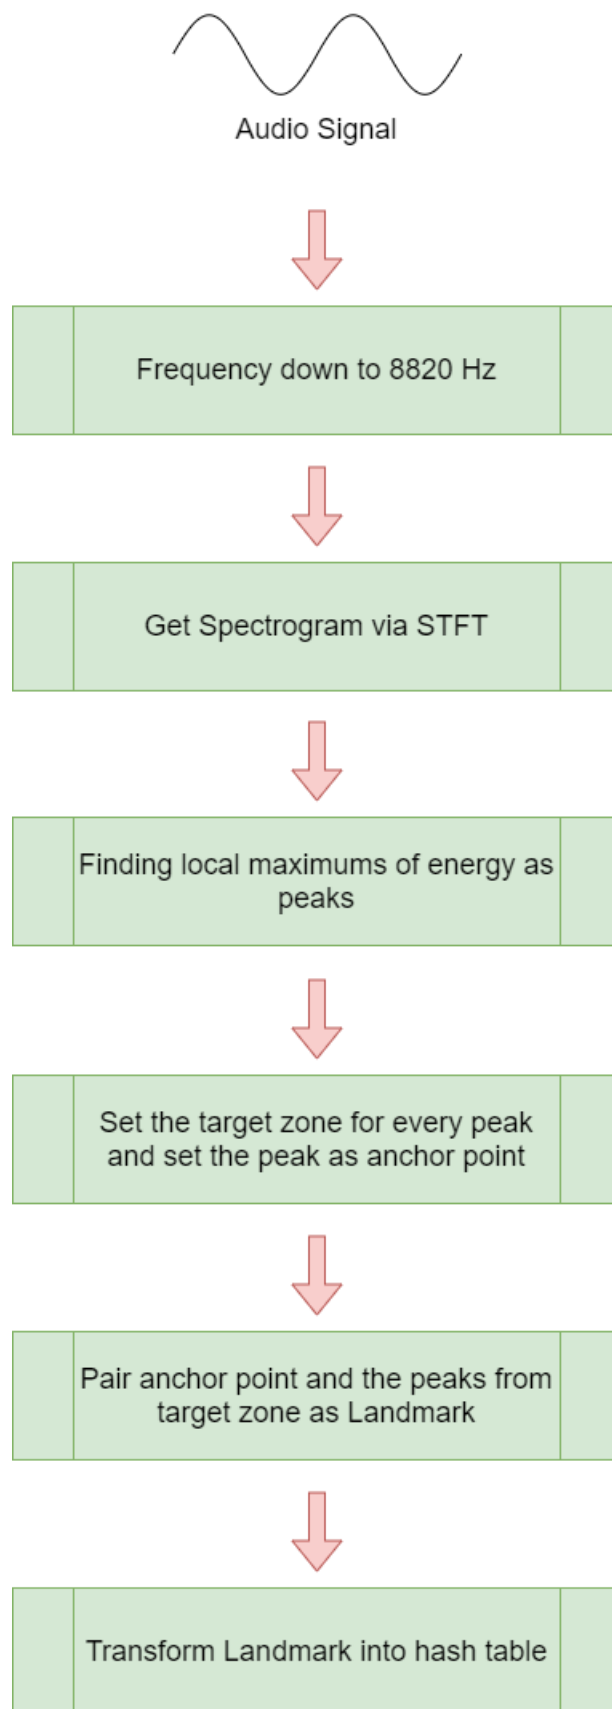 Audio Signal
Frequency down to 8820 Hz
Get Spectrogram via STFT
Finding local maximums of energy as
peaks
Set the target zone for every peak
and set the peak as anchor point
Pair anchor point and the peaks from
target zone as Landmark
Transform Landmark into hash table